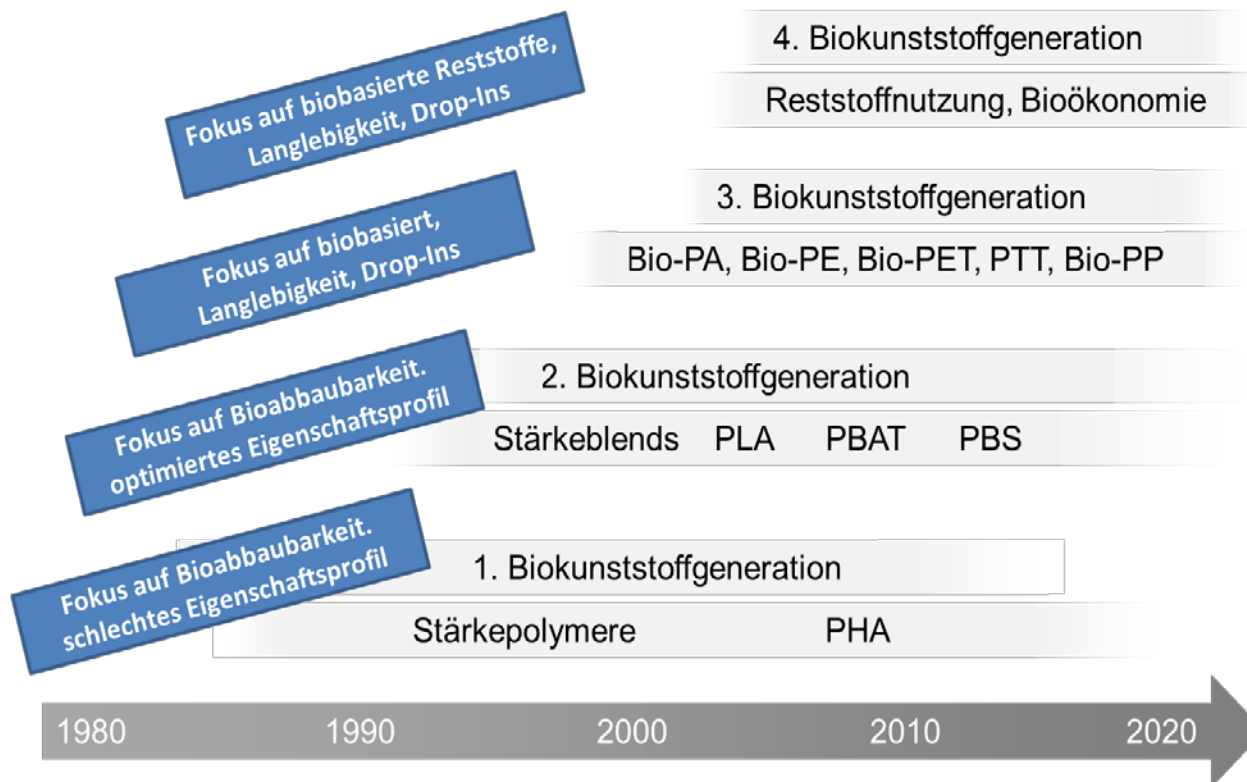 4. Biokunststoffgeneration
Fokus auf biobasierte Reststoffe,
Langlebigkeit, Drop-Ins
Reststoffnutzung, Bioökonomie
3. Biokunststoffgeneration
Fokus auf biobasiert,
Langlebigkeit, Drop-Ins
Bio-PA, Bio-PE, Bio-PET, PTT, Bio-PP
2. Biokunststoffgeneration
Fokus auf Bioabbaubarkeit.
optimiertes Eigenschaftsprofil
Stärkeblends PLA PBAT PBS
1. Biokunststoffgeneration
Fokus auf Bioabbaubarkeit.
schlechtes Eigenschaftsprofil
Stärkepolymere PHA
1980 1990 2000 2010 2020